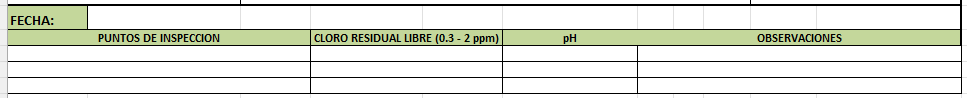 FECHA:
PUNTOS DE INSPECCION CLORO RESIDUAL LIBRE (0.3 - 2 ppm) pH OBSERVACIONES